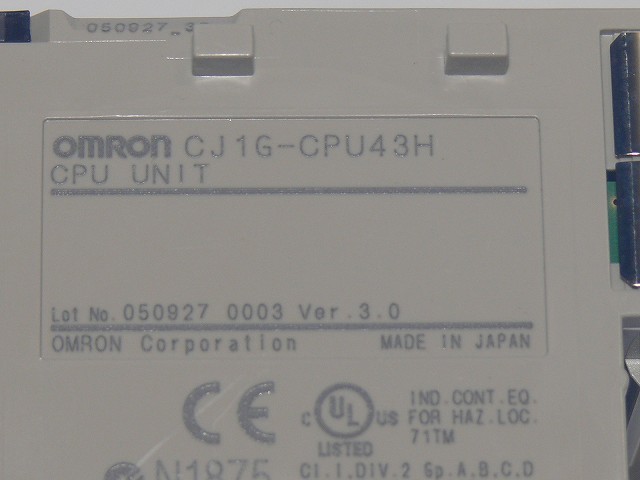 OMRON CJ1G-CPU43H
CPU UNIT
Lot No. 050927 0003 Ver.3.0
OMRON Corporation MADE IN JAPAN
CE
C UL US
LISTED
IND.CONT.EQ.
FOR HAZ.LOC.
71TM
N1875
CI.I.DIV.2 Gp.A.B.C.D